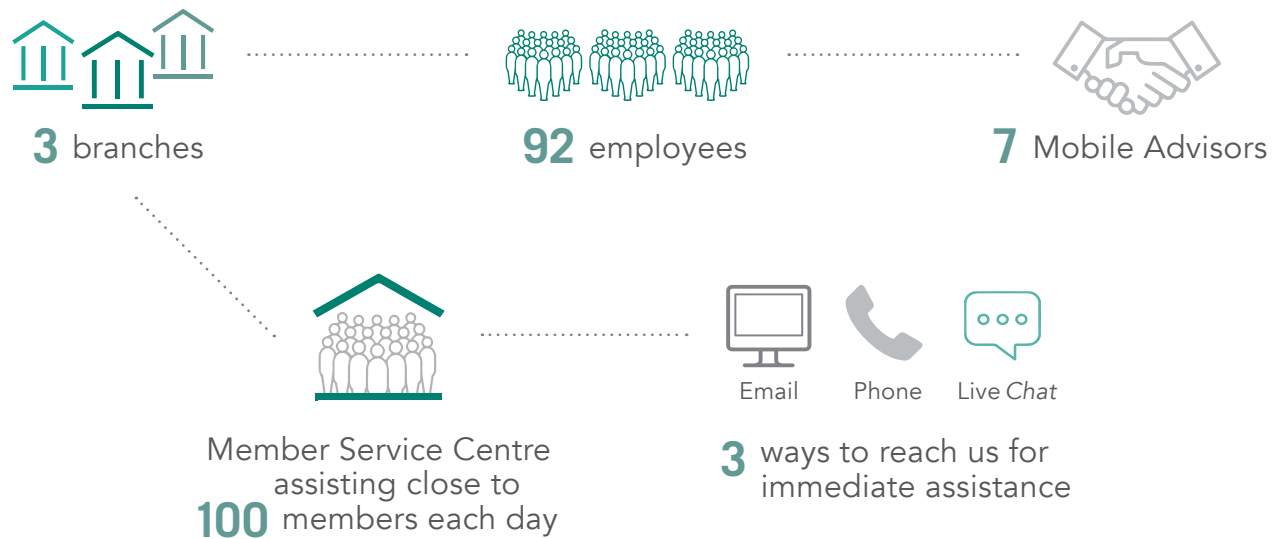 3 branches
92 employees
7 Mobile Advisors
Member Service Centre
assisting close to
100 members each day
Email
Phone
Live Chat
3 ways to reach us for
immediate assistance